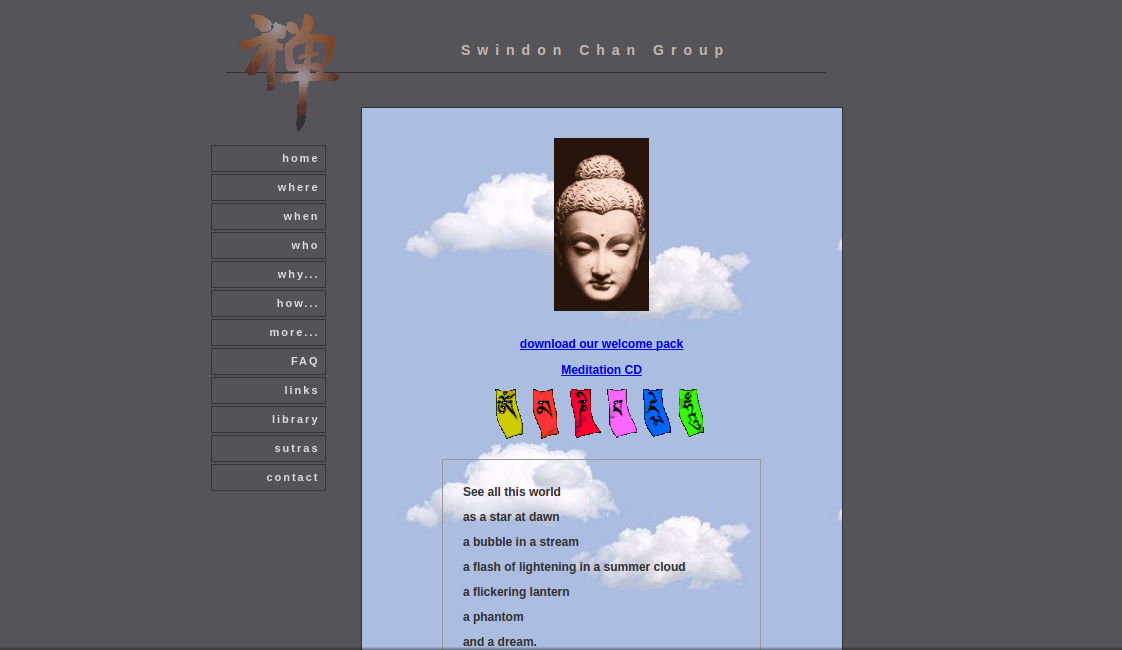 禅
Swindon Chan Group
home
where
when
who
why...
how...
more...
FAQ
links
library
sutras
contact
download our welcome pack
Meditation CD
See all this world
as a star at dawn
a bubble in a stream
a flash of lightening in a summer cloud
a flickering lantern
a phantom
and a dream.